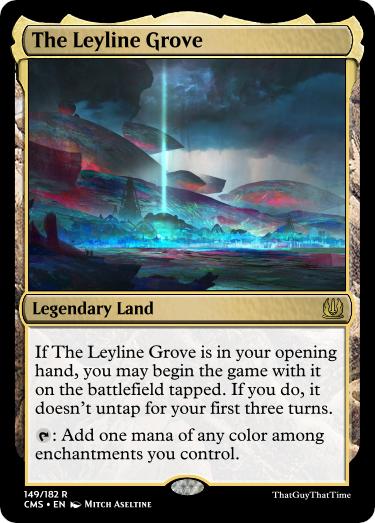 The Leyline Grove
Legendary Land
If The Leyline Grove is in your opening
hand, you may begin the game with it
on the battlefield tapped. If you do, it
doesn't untap for your first three turns.
: Add one mana of any color among
enchantments you control.
149/182 R
CMS • EN Mitch Aseltine
ThatGuyThatTime